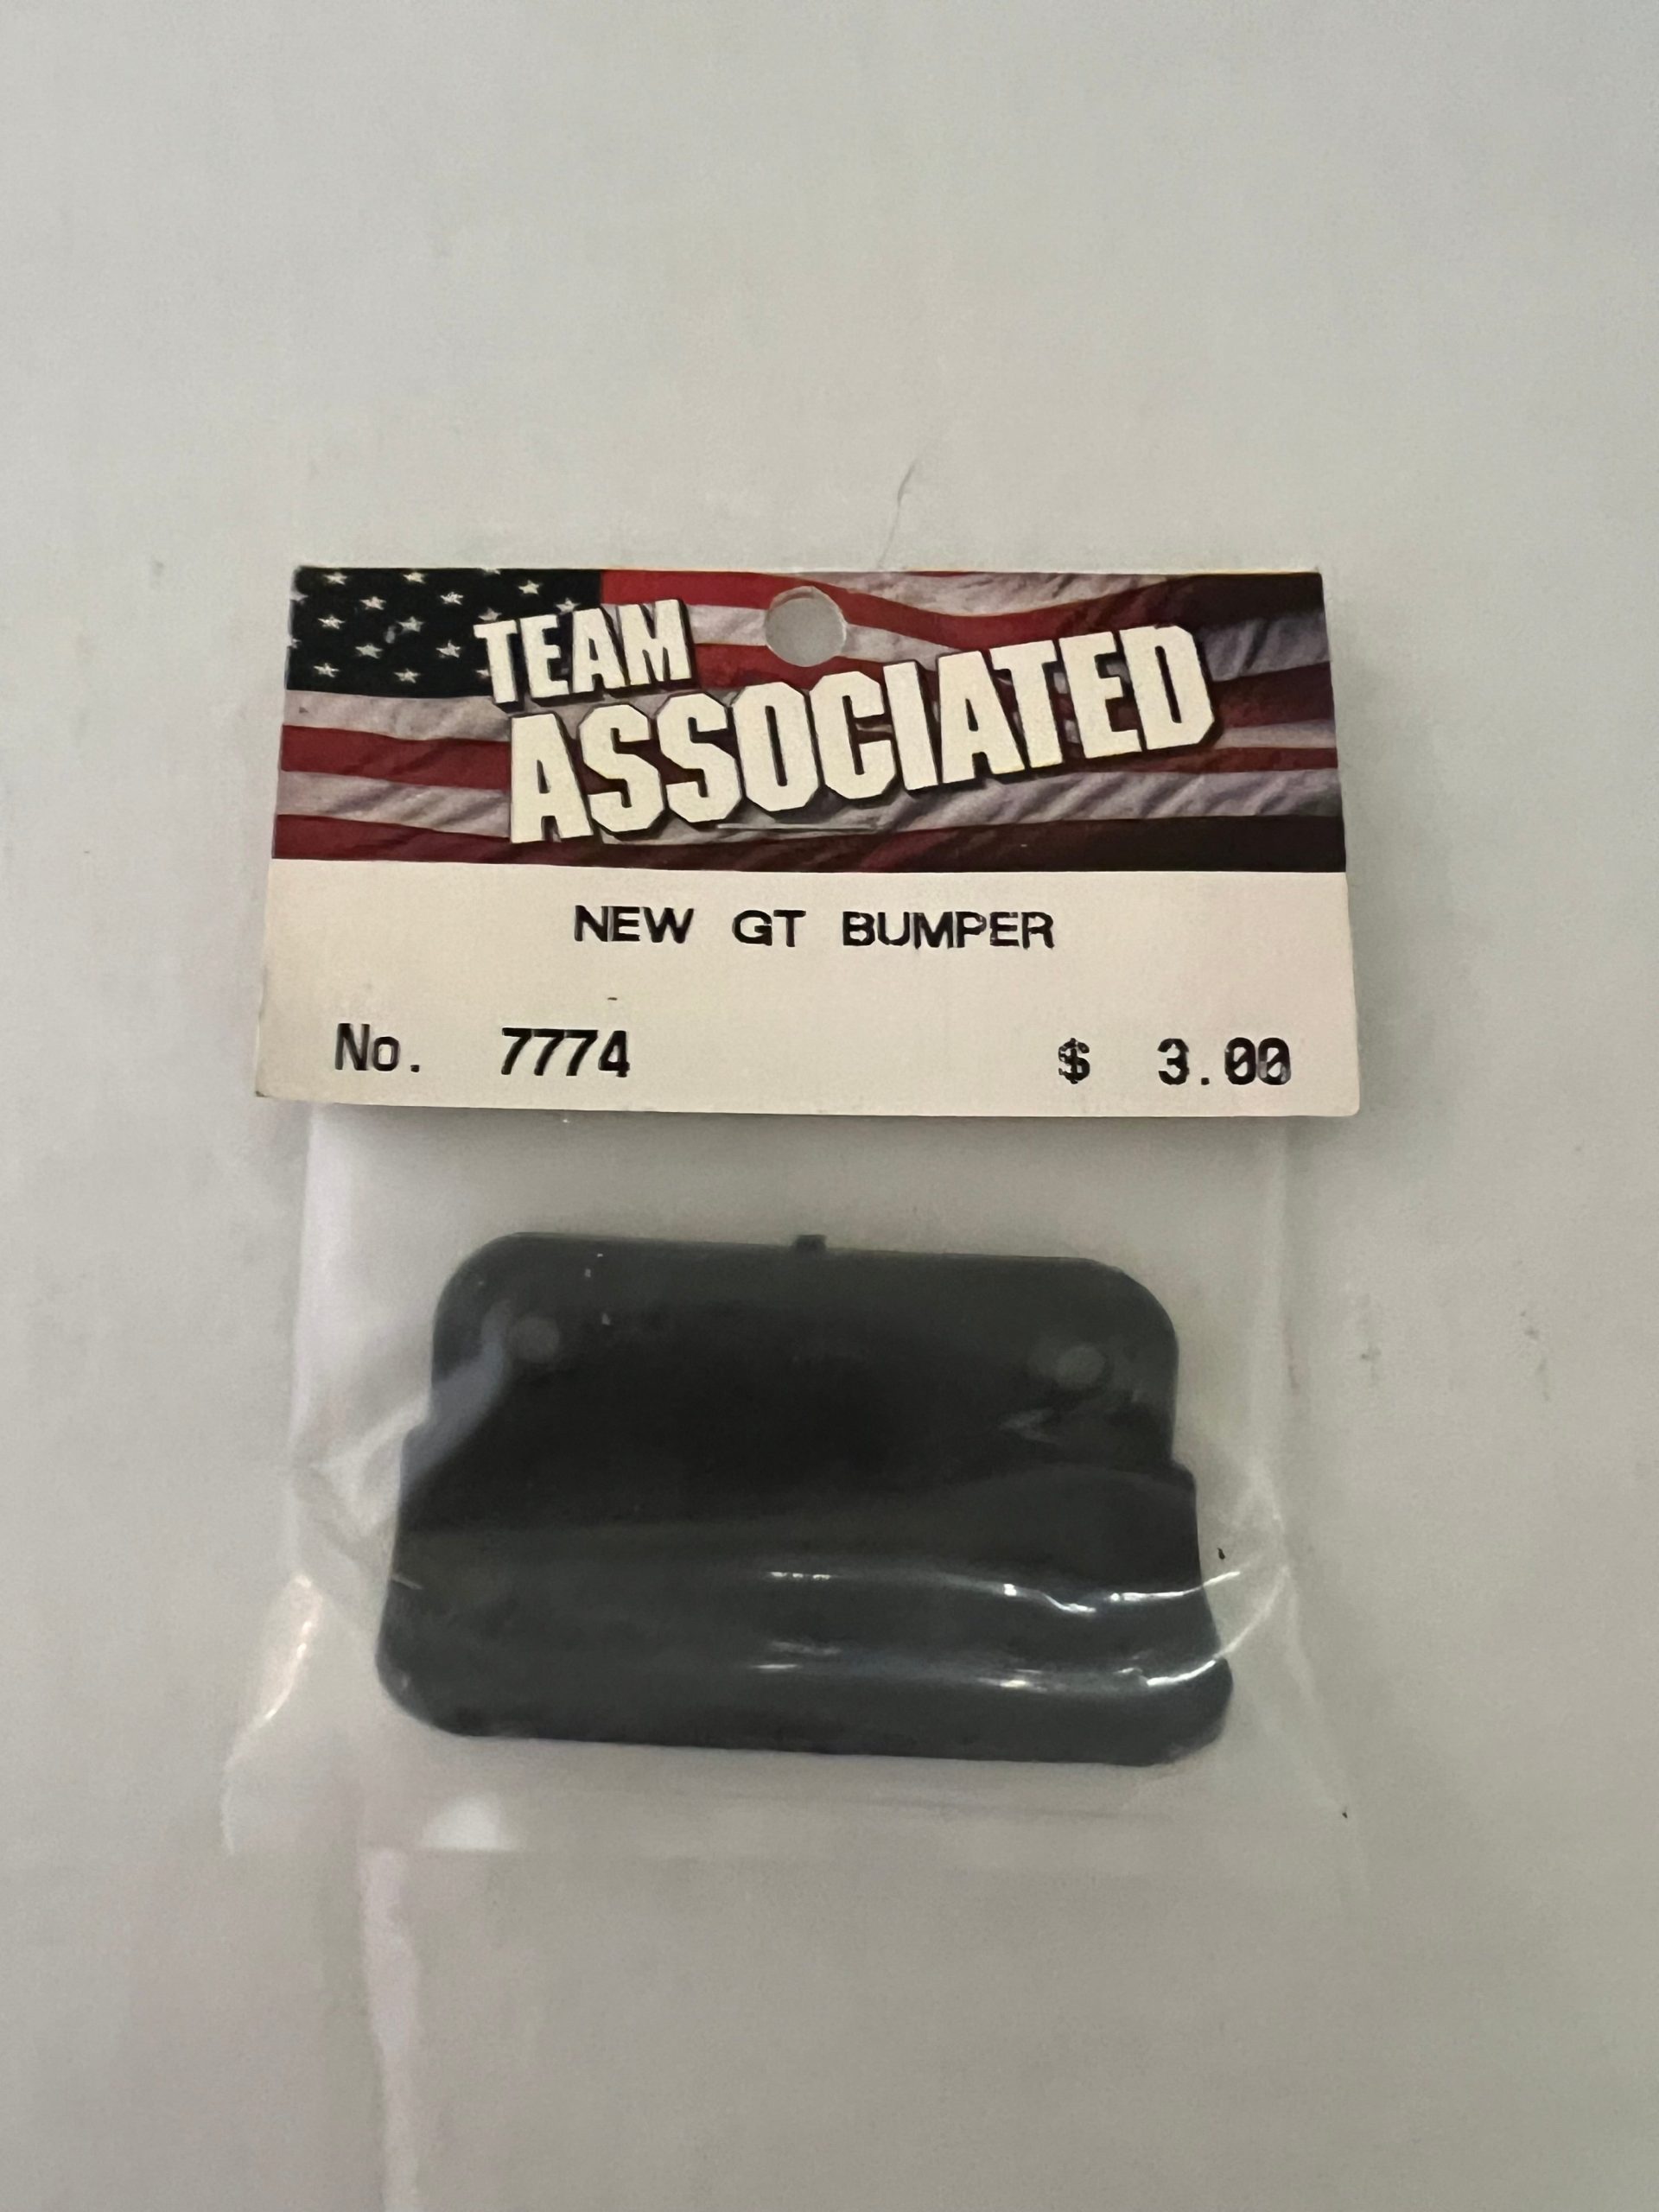 TEAM
ASSOCIATED
NEW GT BUMPER
No. 7774 $ 3.00